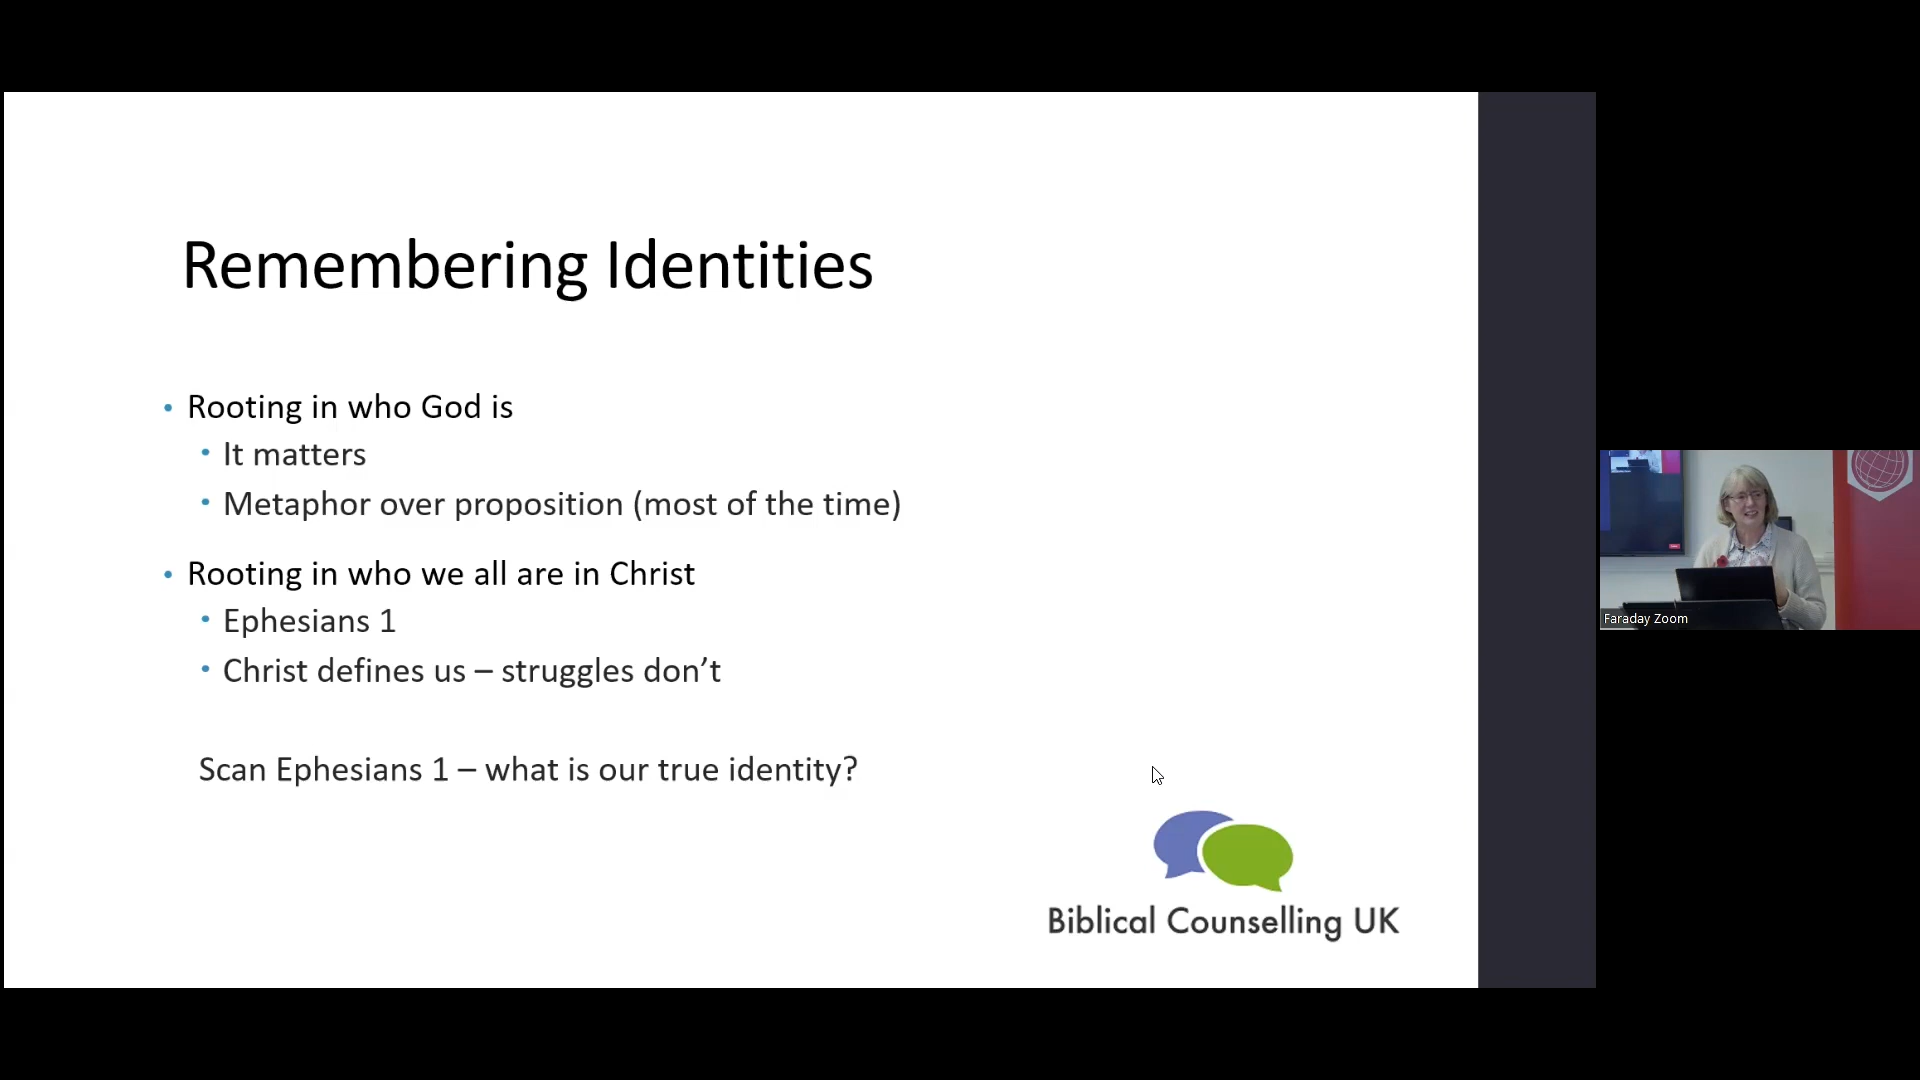 Remembering Identities
• Rooting in who God is
• It matters
• Metaphor over proposition (most of the time)
• Rooting in who we all are in Christ
• Ephesians 1
• Christ defines us – struggles don’t
Scan Ephesians 1 – what is our true identity?
Biblical Counselling UK
Faraday Zoom